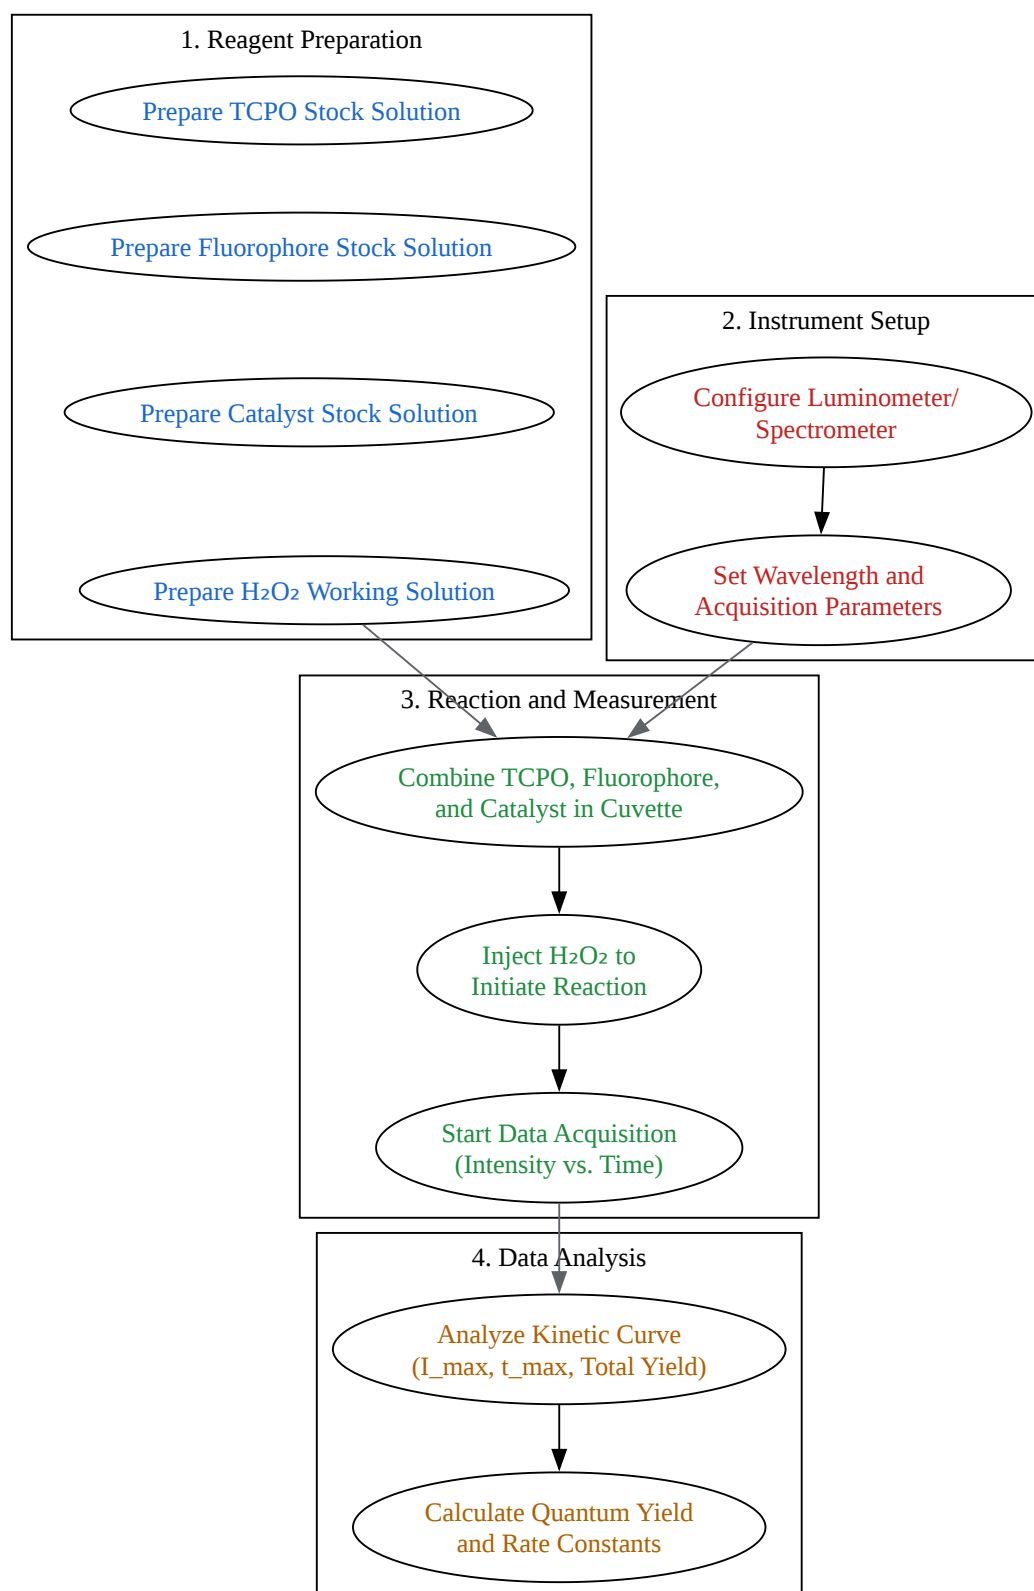 1. Reagent Preparation
Prepare TCPO Stock Solution
Prepare Fluorophore Stock Solution
Prepare Catalyst Stock Solution
Prepare H₂O₂ Working Solution
2. Instrument Setup
Configure Luminometer/
Spectrometer
Set Wavelength and
Acquisition Parameters
3. Reaction and Measurement
Combine TCPO, Fluorophore,
and Catalyst in Cuvette
Inject H₂O₂ to
Initiate Reaction
Start Data Acquisition
(Intensity vs. Time)
4. Data Analysis
Analyze Kinetic Curve
(I_max, t_max, Total Yield)
Calculate Quantum Yield
and Rate Constants